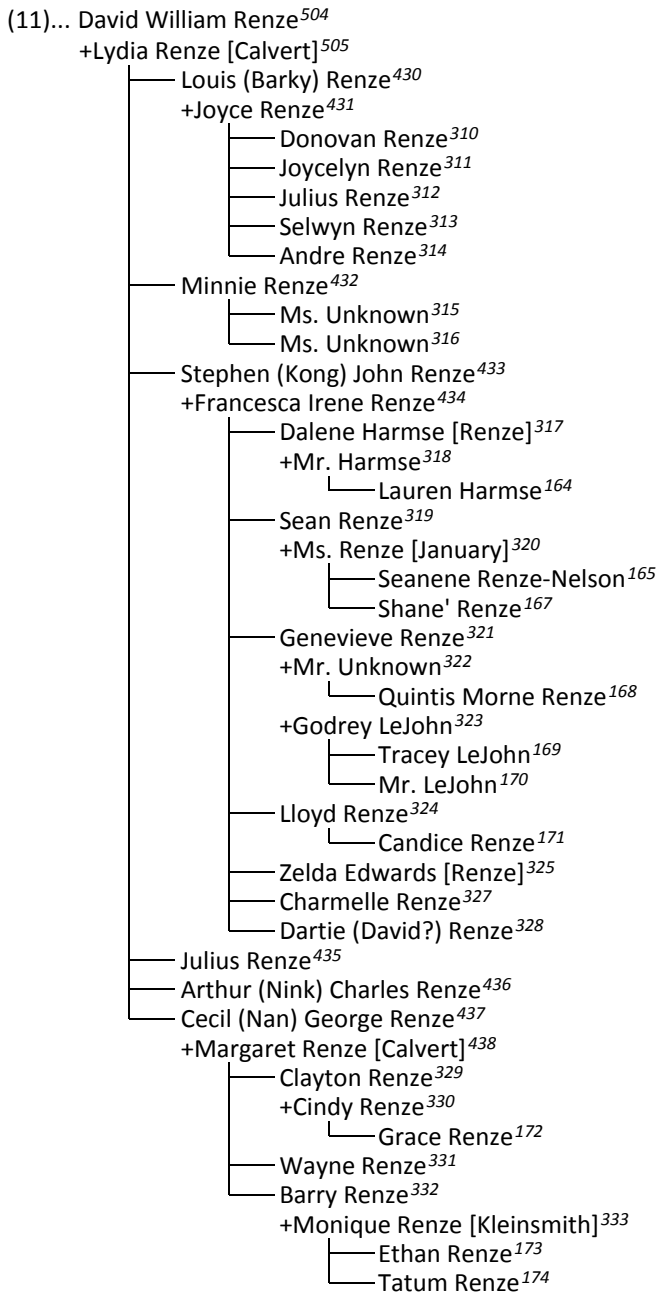 (11)... David William Renze504
+Lydia Renze [Calvert]505
Louis (Barky) Renze430
+Joyce Renze431
Donovan Renze310
Joycelyn Renze311
Julius Renze312
Selwyn Renze313
Andre Renze314
Minnie Renze432
Ms. Unknown315
Ms. Unknown316
Stephen (Kong) John Renze433
+Francesca Irene Renze434
Dalene Harmse [Renze]317
+Mr. Harmse318
Lauren Harmse164
Sean Renze319
+Ms. Renze [January]320
Seanene Renze-Nelson165
Shane' Renze167
Genevieve Renze321
+Mr. Unknown322
Quintis Morne Renze168
+Godrey LeJohn323
Tracey LeJohn169
Mr. LeJohn170
Lloyd Renze324
Candice Renze171
Zelda Edwards [Renze]325
Charmelle Renze327
Dartie (David?) Renze328
Julius Renze435
Arthur (Nink) Charles Renze436
Cecil (Nan) George Renze437
+Margaret Renze [Calvert]438
Clayton Renze329
+Cindy Renze330
Grace Renze172
Wayne Renze331
Barry Renze332
+Monique Renze [Kleinsmith]333
Ethan Renze173
Tatum Renze174